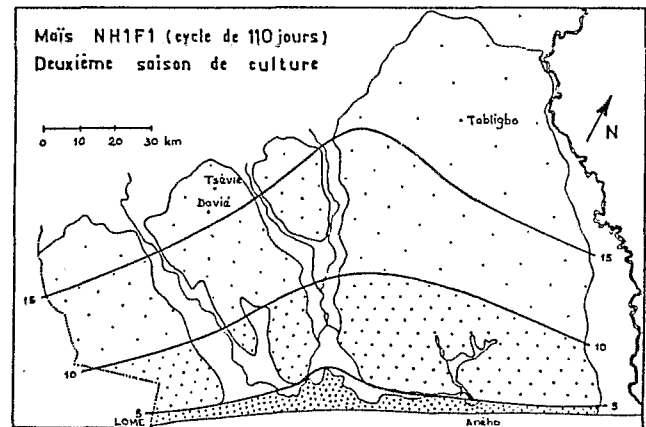 Maïs NH1F1 (cycle de 110 jours)
Deuxième saison de culture
0 10 20 30 km
Tabligbo
N
Tsévié
Davié
15
15
10
10
5
5
LOME
Aného